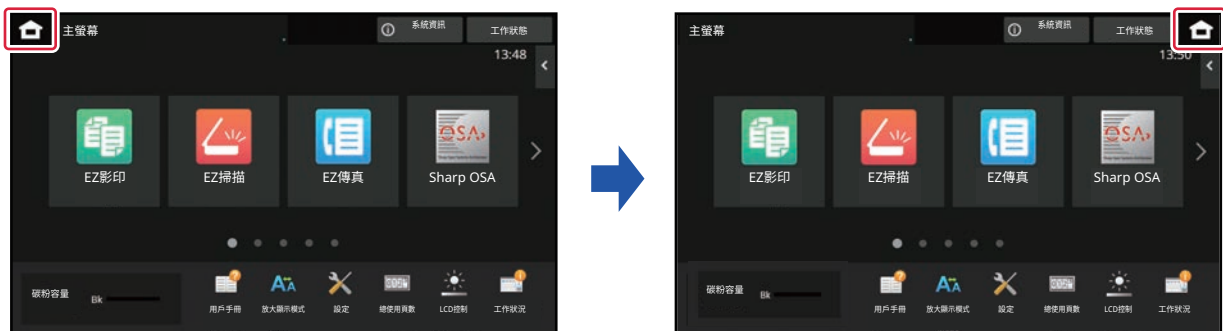 主螢幕
系統資訊
工作狀態
13:48
EZ影印
EZ掃描
EZ傳真
OSA
Sharp OSA
碳粉容量
Bk
用戶手冊
放大顯示模式
設定
總使用頁數
LCD控制
工作狀況
主螢幕
系統資訊
工作狀態
13:50
EZ影印
EZ掃描
EZ傳真
OSA
Sharp OSA
碳粉容量
Bk
用戶手冊
放大顯示模式
設定
總使用頁數
LCD控制
工作狀況